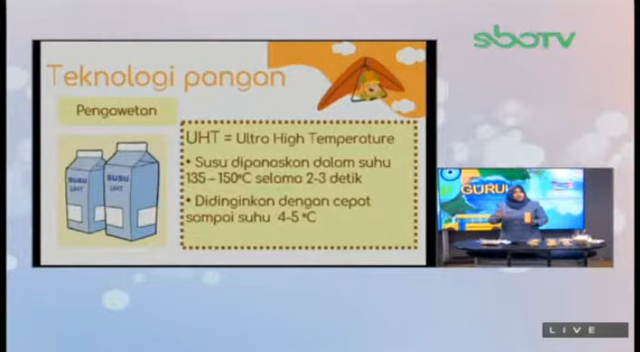 sboTV
Teknologi pangan
Pengawetan
SUSU
UHT
SUSU
UHT
UHT = Ultra High Temperature
• Susu dipanaskan dalam suhu
135 – 150°C selama 2-3 detik
• Didinginkan dengan cepat
sampai suhu 4-5 °C
GURUKU
LIVE